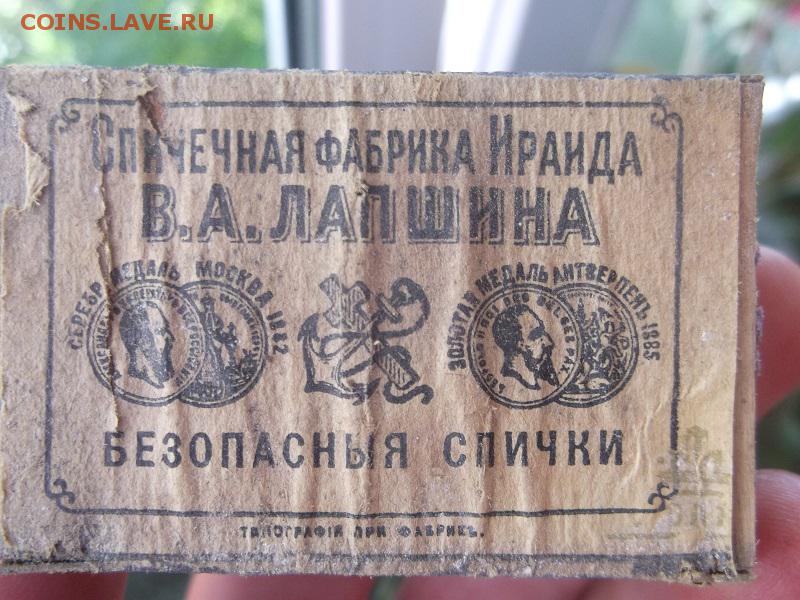 COINS.LAVE.RU
СПИЧЕЧНАЯ ФАБРИКА ИРАИДА
В.А.ЛАПШИНА
СЕРЕБР. МЕДАЛЬ МОСКВА 1882
ЗОЛОТАЯ МЕДАЛЬ АНТВЕРПЕНЪ 1885
БЕЗОПАСНЫЯ СПИЧКИ
ТИПОГРАФІЯ ПРИ ФАБРИКѢ.